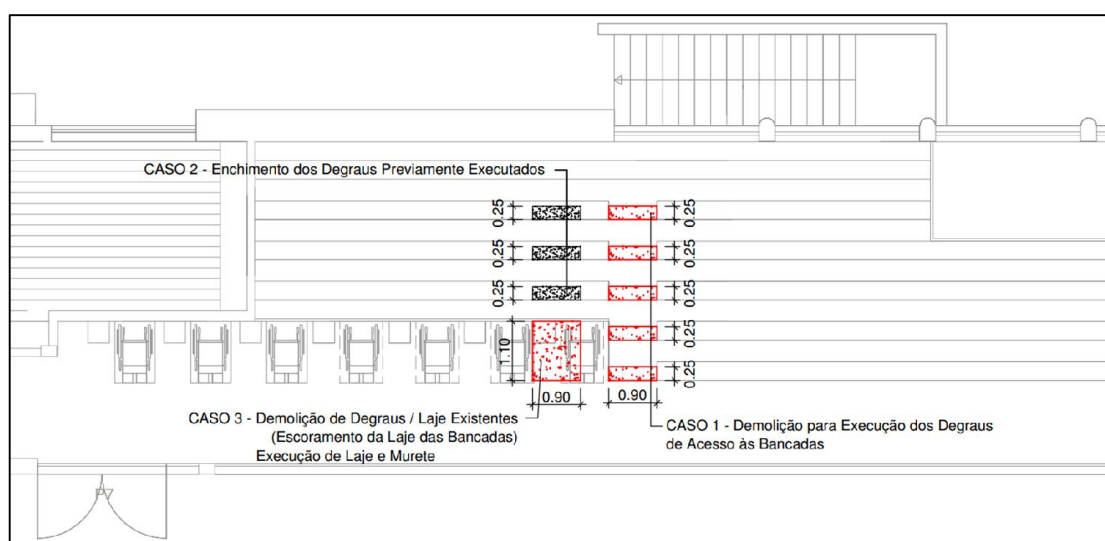 CASO 2 - Enchimento dos Degraus Previamente Executados
0.25
0.25
0.25
0.25
0.25
0.25
0.25
0.25
1.10
0.90
0.90
CASO 3 - Demolição de Degraus / Laje Existentes
(Escoramento da Laje das Bancadas)
Execução de Laje e Murete
CASO 1 - Demolição para Execução dos Degraus
de Acesso às Bancadas